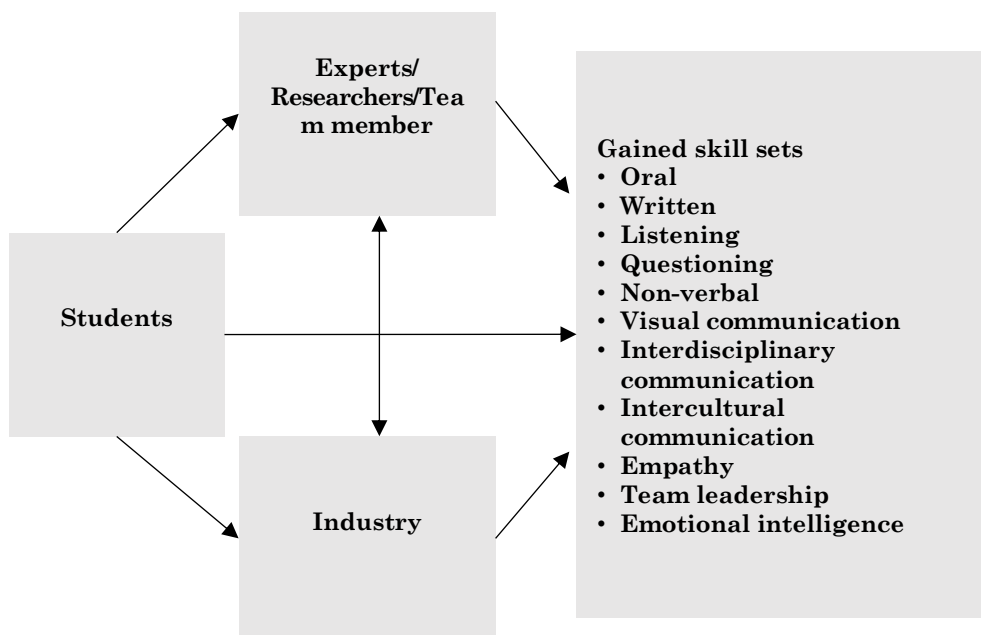 Experts/
Researchers/Tea
m member
Students
Industry
Gained skill sets
• Oral
• Written
• Listening
• Questioning
• Non-verbal
• Visual communication
• Interdisciplinary
communication
• Intercultural
communication
• Empathy
• Team leadership
• Emotional intelligence